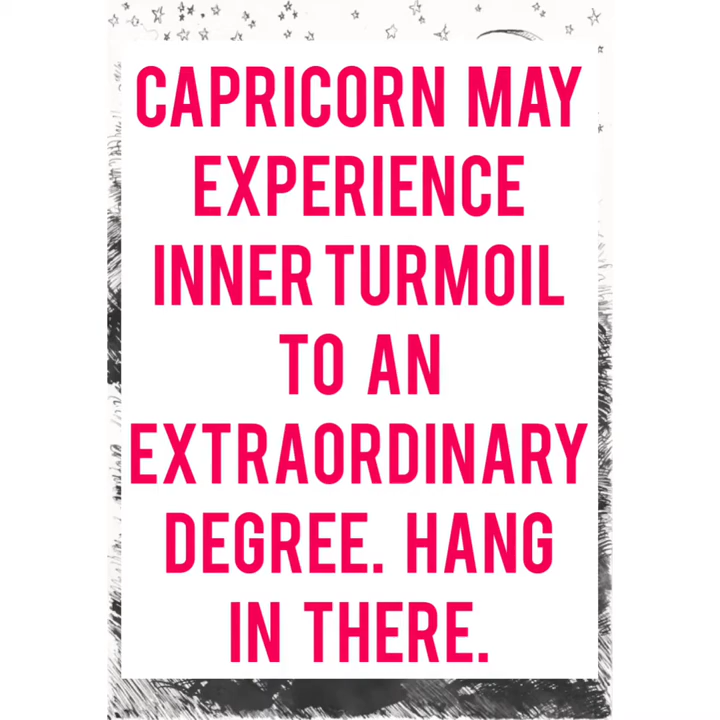 CAPRICORN MAY
EXPERIENCE
INNER TURMOIL
TO AN
EXTRAORDINARY
DEGREE. HANG
IN THERE.